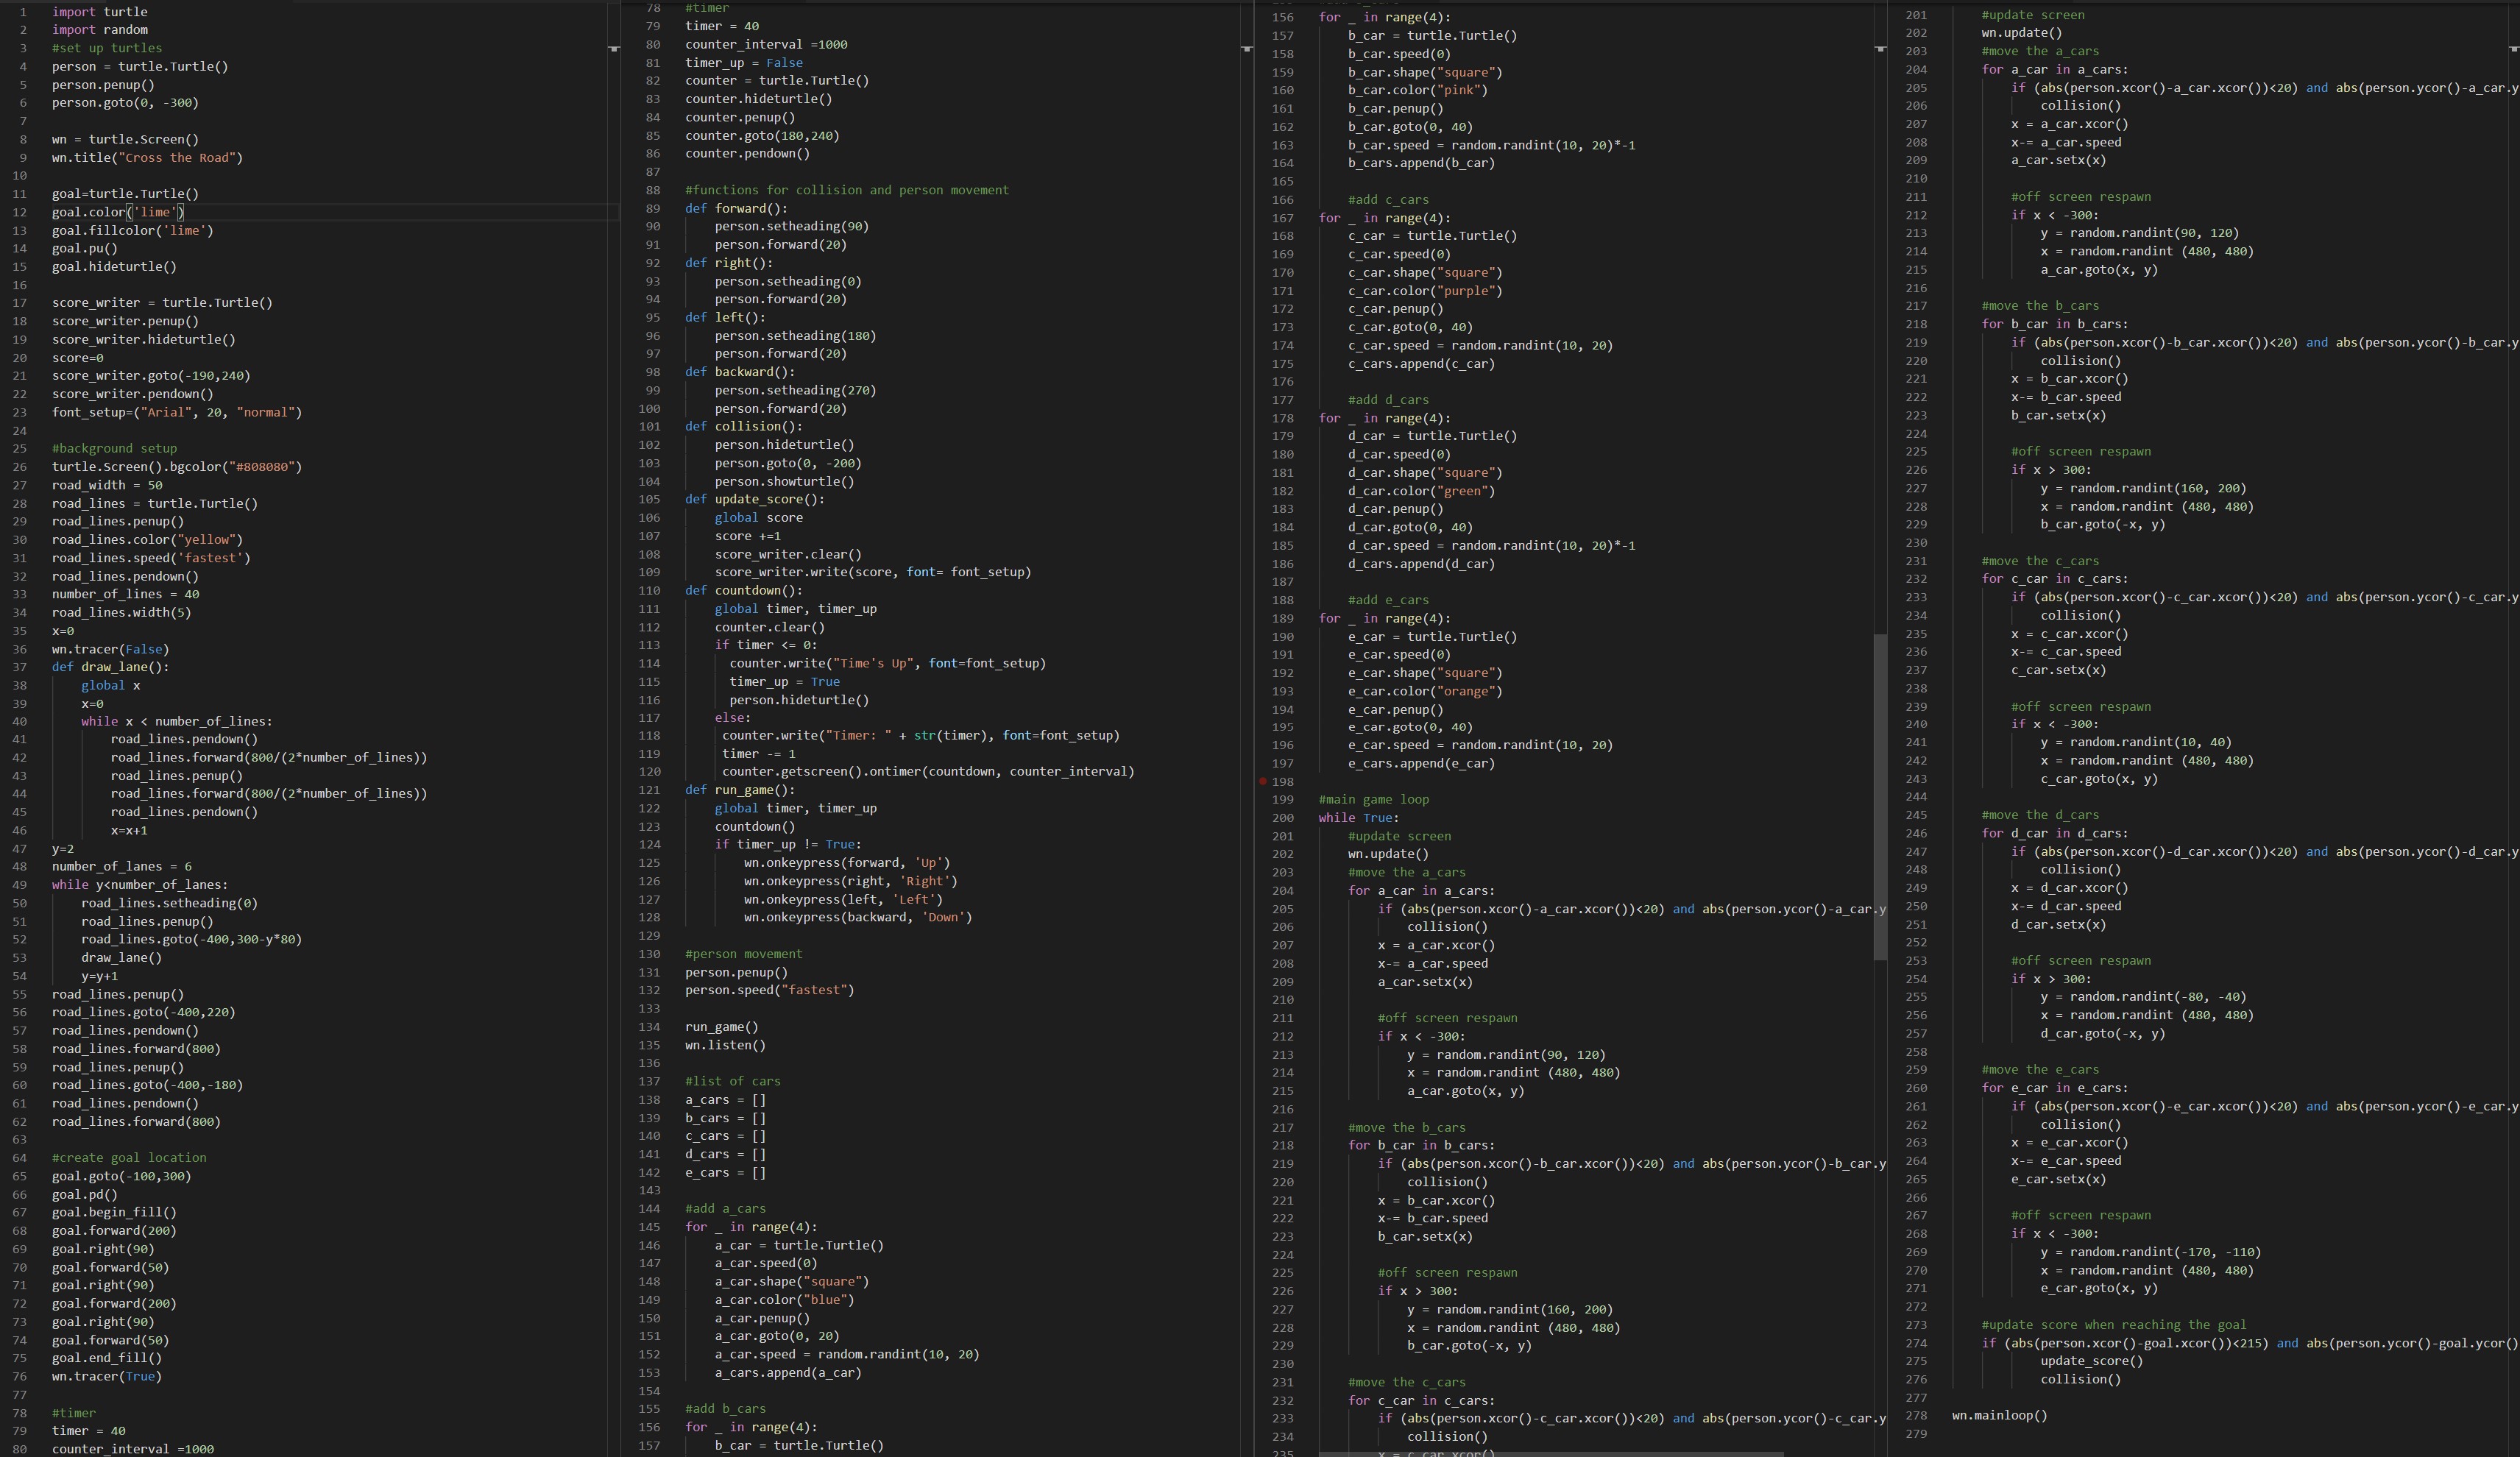 1 import turtle
2 import random
3 #set up turtles
4 person = turtle.Turtle()
5 person.penup()
6 person.goto(0, -300)
7
8 wn = turtle.Screen()
9 wn.title("Cross the Road")
10
11 goal=turtle.Turtle()
12 goal.color('lime')
13 goal.fillcolor('lime')
14 goal.pu()
15 goal.hideturtle()
16
17 score_writer = turtle.Turtle()
18 score_writer.penup()
19 score_writer.hideturtle()
20 score=0
21 score_writer.goto(-190,240)
22 score_writer.pendown()
23 font_setup=("Arial", 20, "normal")
24
25 #background setup
26 turtle.Screen().bgcolor("#808080")
27 road_width = 50
28 road_lines = turtle.Turtle()
29 road_lines.penup()
30 road_lines.color("yellow")
31 road_lines.speed('fastest')
32 road_lines.pendown()
33 number_of_lines = 40
34 road_lines.width(5)
35 x=0
36 wn.tracer(False)
37 def draw_lane():
38 global x
39 x=0
40 while x < number_of_lines:
41 road_lines.pendown()
42 road_lines.forward(800/(2*number_of_lines))
43 road_lines.penup()
44 road_lines.forward(800/(2*number_of_lines))
45 road_lines.pendown()
46 x=x+1
47 y=2
48 number_of_lanes = 6
49 while y<number_of_lanes:
50 road_lines.setheading(0)
51 road_lines.penup()
52 road_lines.goto(-400,300-y*80)
53 draw_lane()
54 y=y+1
55 road_lines.penup()
56 road_lines.goto(-400,220)
57 road_lines.pendown()
58 road_lines.forward(800)
59 road_lines.penup()
60 road_lines.goto(-400,-180)
61 road_lines.pendown()
62 road_lines.forward(800)
63
64 #create goal location
65 goal.goto(-100,300)
66 goal.pd()
67 goal.begin_fill()
68 goal.forward(200)
69 goal.right(90)
70 goal.forward(50)
71 goal.right(90)
72 goal.forward(200)
73 goal.right(90)
74 goal.forward(50)
75 goal.end_fill()
76 wn.tracer(True)
77
78 #timer
79 timer = 40
80 counter_interval =1000
78 #timer
79 timer = 40
80 counter_interval =1000
81 timer_up = False
82 counter = turtle.Turtle()
83 counter.hideturtle()
84 counter.penup()
85 counter.goto(180,240)
86 counter.pendown()
87
88 #functions for collision and person movement
89 def forward():
90 person.setheading(90)
91 person.forward(20)
92 def right():
93 person.setheading(0)
94 person.forward(20)
95 def left():
96 person.setheading(180)
97 person.forward(20)
98 def backward():
99 person.setheading(270)
100 person.forward(20)
101 def collision():
102 person.hideturtle()
103 person.goto(0, -200)
104 person.showturtle()
105 def update_score():
106 global score
107 score +=1
108 score_writer.clear()
109 score_writer.write(score, font= font_setup)
110 def countdown():
111 global timer, timer_up
112 counter.clear()
113 if timer <= 0:
114 counter.write("Time's Up", font=font_setup)
115 timer_up = True
116 person.hideturtle()
117 else:
118 counter.write("Timer: " + str(timer), font=font_setup)
119 timer -= 1
120 counter.getscreen().ontimer(countdown, counter_interval)
121 def run_game():
122 global timer, timer_up
123 countdown()
124 if timer_up != True:
125 wn.onkeypress(forward, 'Up')
126 wn.onkeypress(right, 'Right')
127 wn.onkeypress(left, 'Left')
128 wn.onkeypress(backward, 'Down')
129
130 #person movement
131 person.penup()
132 person.speed("fastest")
133
134 run_game()
135 wn.listen()
136
137 #list of cars
138 a_cars = []
139 b_cars = []
140 c_cars = []
141 d_cars = []
142 e_cars = []
143
144 #add a_cars
145 for _ in range(4):
146 a_car = turtle.Turtle()
147 a_car.speed(0)
148 a_car.shape("square")
149 a_car.color("blue")
150 a_car.penup()
151 a_car.goto(0, 20)
152 a_car.speed = random.randint(10, 20)
153 a_cars.append(a_car)
154
155 #add b_cars
156 for _ in range(4):
157 b_car = turtle.Turtle()
156 for _ in range(4):
157 b_car = turtle.Turtle()
158 b_car.speed(0)
159 b_car.shape("square")
160 b_car.color("pink")
161 b_car.penup()
162 b_car.goto(0, 40)
163 b_car.speed = random.randint(10, 20)*-1
164 b_cars.append(b_car)
165
166 #add c_cars
167 for _ in range(4):
168 c_car = turtle.Turtle()
169 c_car.speed(0)
170 c_car.shape("square")
171 c_car.color("purple")
172 c_car.penup()
173 c_car.goto(0, 40)
174 c_car.speed = random.randint(10, 20)
175 c_cars.append(c_car)
176
177 #add d_cars
178 for _ in range(4):
179 d_car = turtle.Turtle()
180 d_car.speed(0)
181 d_car.shape("square")
182 d_car.color("green")
183 d_car.penup()
184 d_car.goto(0, 40)
185 d_car.speed = random.randint(10, 20)*-1
186 d_cars.append(d_car)
187
188 #add e_cars
189 for _ in range(4):
190 e_car = turtle.Turtle()
191 e_car.speed(0)
192 e_car.shape("square")
193 e_car.color("orange")
194 e_car.penup()
195 e_car.goto(0, 40)
196 e_car.speed = random.randint(10, 20)
197 e_cars.append(e_car)
198
199 #main game loop
200 while True:
201 #update screen
202 wn.update()
203 #move the a_cars
204 for a_car in a_cars:
205 if (abs(person.xcor()-a_car.xcor())<20) and abs(person.ycor()-a_car.y
206 collision()
207 x = a_car.xcor()
208 x-= a_car.speed
209 a_car.setx(x)
210
211 #off screen respawn
212 if x < -300:
213 y = random.randint(90, 120)
214 x = random.randint (480, 480)
215 a_car.goto(x, y)
216
217 #move the b_cars
218 for b_car in b_cars:
219 if (abs(person.xcor()-b_car.xcor())<20) and abs(person.ycor()-b_car.y
220 collision()
221 x = b_car.xcor()
222 x-= b_car.speed
223 b_car.setx(x)
224
225 #off screen respawn
226 if x > 300:
227 y = random.randint(160, 200)
228 x = random.randint (480, 480)
229 b_car.goto(-x, y)
230
231 #move the c_cars
232 for c_car in c_cars:
233 if (abs(person.xcor()-c_car.xcor())<20) and abs(person.ycor()-c_car.y
234 collision()
235 x = c_car.xcor()
201 #update screen
202 wn.update()
203 #move the a_cars
204 for a_car in a_cars:
205 if (abs(person.xcor()-a_car.xcor())<20) and abs(person.ycor()-a_car.y
206 collision()
207 x = a_car.xcor()
208 x-= a_car.speed
209 a_car.setx(x)
210
211 #off screen respawn
212 if x < -300:
213 y = random.randint(90, 120)
214 x = random.randint (480, 480)
215 a_car.goto(x, y)
216
217 #move the b_cars
218 for b_car in b_cars:
219 if (abs(person.xcor()-b_car.xcor())<20) and abs(person.ycor()-b_car.y
220 collision()
221 x = b_car.xcor()
222 x-= b_car.speed
223 b_car.setx(x)
224
225 #off screen respawn
226 if x > 300:
227 y = random.randint(160, 200)
228 x = random.randint (480, 480)
229 b_car.goto(-x, y)
230
231 #move the c_cars
232 for c_car in c_cars:
233 if (abs(person.xcor()-c_car.xcor())<20) and abs(person.ycor()-c_car.y
234 collision()
235 x = c_car.xcor()
236 x-= c_car.speed
237 c_car.setx(x)
238
239 #off screen respawn
240 if x < -300:
241 y = random.randint(10, 40)
242 x = random.randint (480, 480)
243 c_car.goto(x, y)
244
245 #move the d_cars
246 for d_car in d_cars:
247 if (abs(person.xcor()-d_car.xcor())<20) and abs(person.ycor()-d_car.y
248 collision()
249 x = d_car.xcor()
250 x-= d_car.speed
251 d_car.setx(x)
252
253 #off screen respawn
254 if x > 300:
255 y = random.randint(-80, -40)
256 x = random.randint (480, 480)
257 d_car.goto(-x, y)
258
259 #move the e_cars
260 for e_car in e_cars:
261 if (abs(person.xcor()-e_car.xcor())<20) and abs(person.ycor()-e_car.y
262 collision()
263 x = e_car.xcor()
264 x-= e_car.speed
265 e_car.setx(x)
266
267 #off screen respawn
268 if x < -300:
269 y = random.randint(-170, -110)
270 x = random.randint (480, 480)
271 e_car.goto(x, y)
272
273 #update score when reaching the goal
274 if (abs(person.xcor()-goal.xcor())<215) and abs(person.ycor()-goal.ycor()
275 update_score()
276 collision()
277
278 wn.mainloop()
279